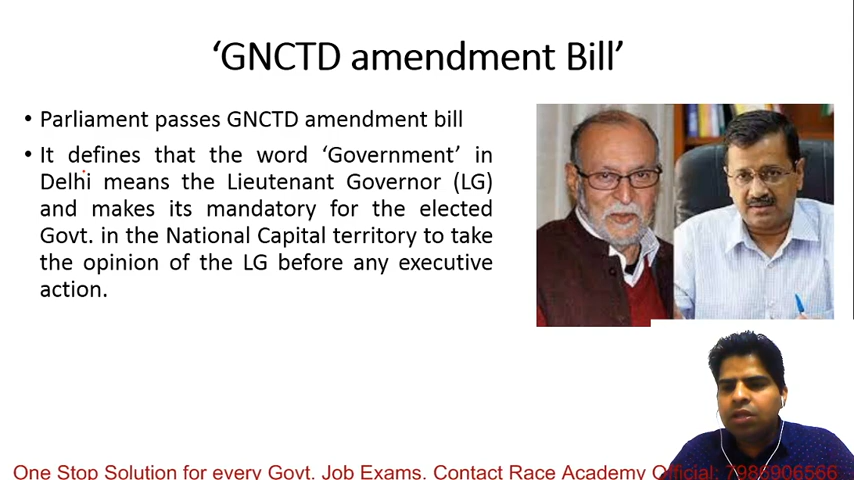 ‘GNCTD amendment Bill’
• Parliament passes GNCTD amendment bill
• It defines that the word ‘Government’ in
Delhi means the Lieutenant Governor (LG)
and makes its mandatory for the elected
Govt. in the National Capital territory to take
the opinion of the LG before any executive
action.
One Stop Solution for every Govt. Job Exams. Contact Race Academy Official: 7986906566